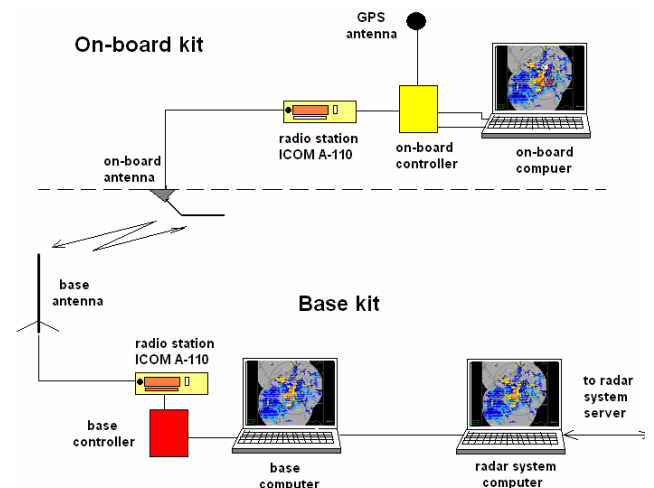 On-board kit
GPS
antenna
radio station
ICOM A-110
on-board
controller
on-board
compuer
on-board
antenna
base
antenna
Base kit
radio station
ICOM A-110
base
controller
base
computer
radar system
computer
to radar
system
server